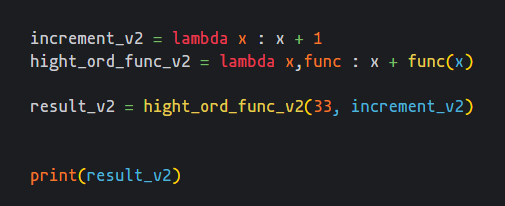 increment_v2 = lambda x : x + 1
hight_ord_func_v2 = lambda x,func : x + func(x)
result_v2 = hight_ord_func_v2(33, increment_v2)
print(result_v2)